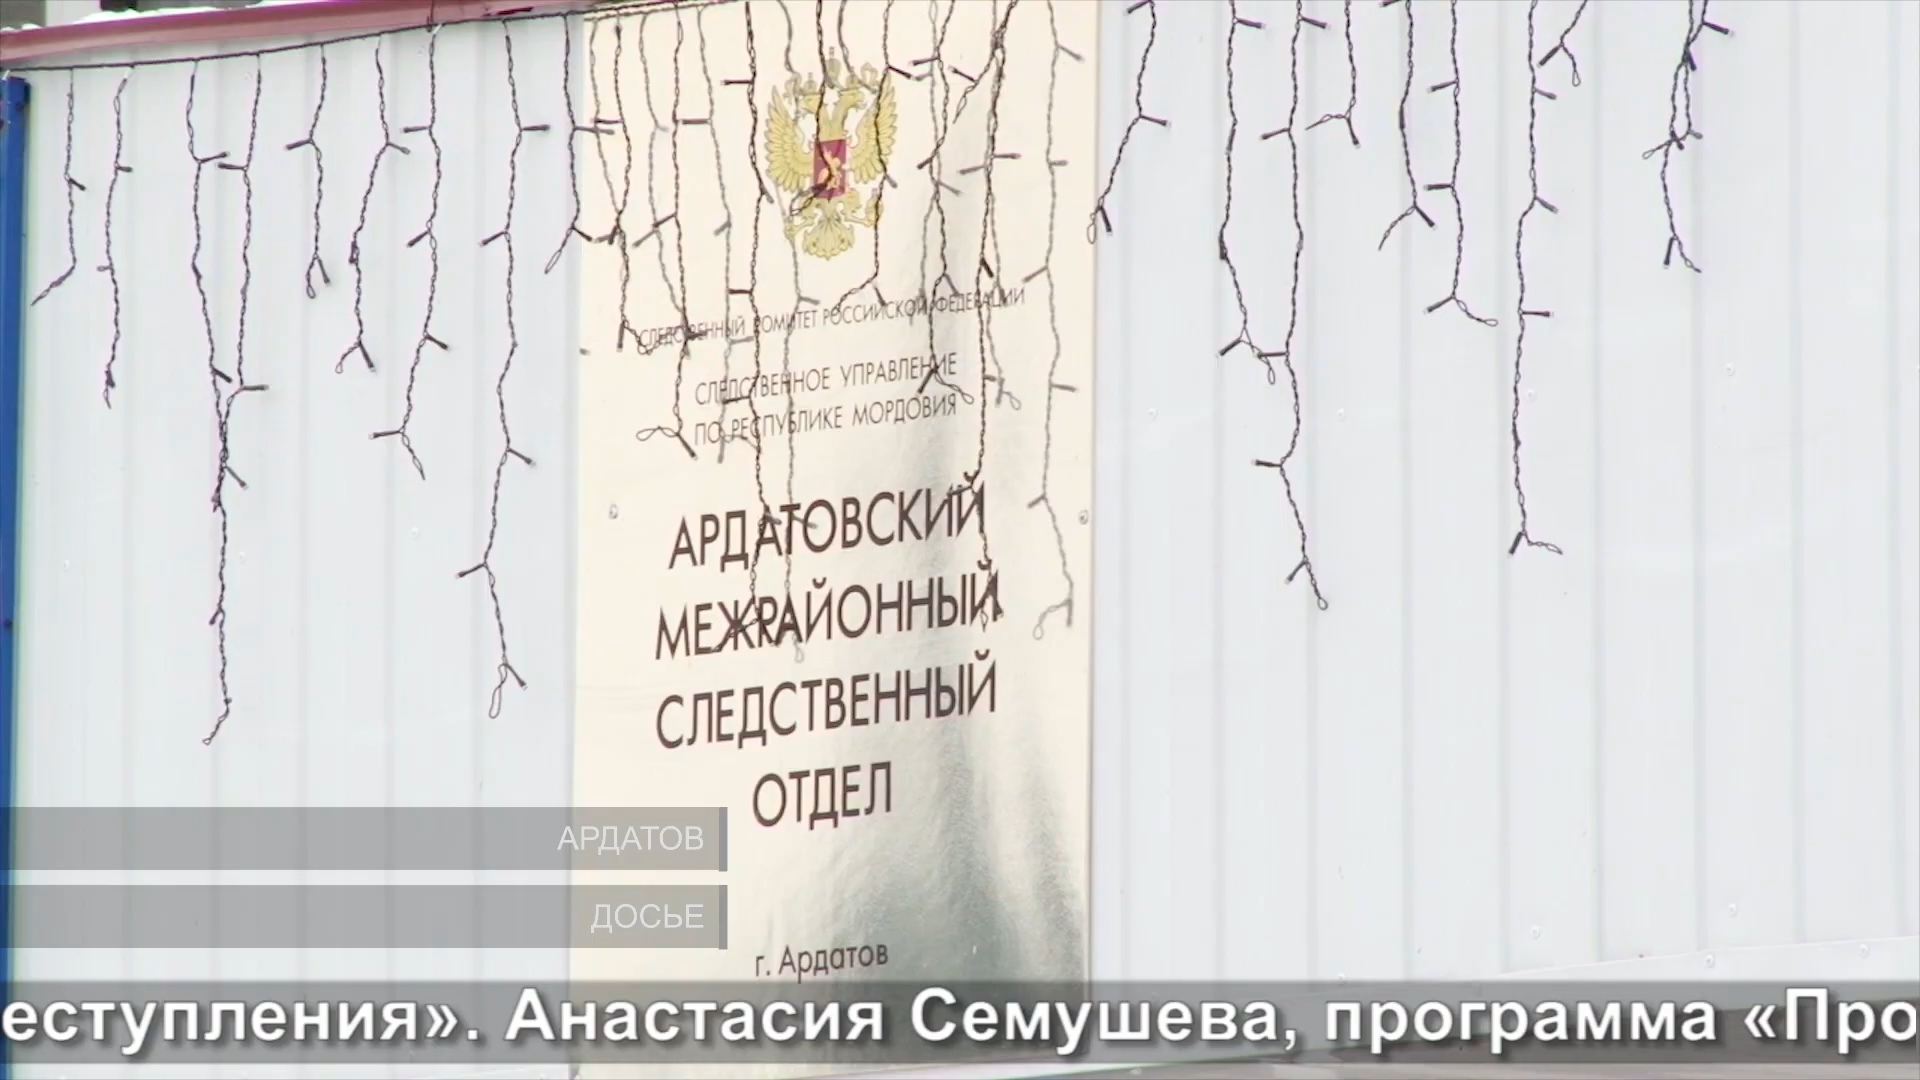 СЛЕДСТВЕННЫЙ КОМИТЕТ РОССИЙСКОЙ ФЕДЕРАЦИИ
СЛЕДСТВЕННОЕ УПРАВЛЕНИЕ
ПО РЕСПУБЛИКЕ МОРДОВИЯ
АРДАТОВСКИЙ
МЕЖРАЙОННЫЙ
СЛЕДСТВЕННЫЙ
ОТДЕЛ
г. Ардатов
АРДАТОВ
ДОСЬЕ
еступления». Анастасия Семушева, программа «Про